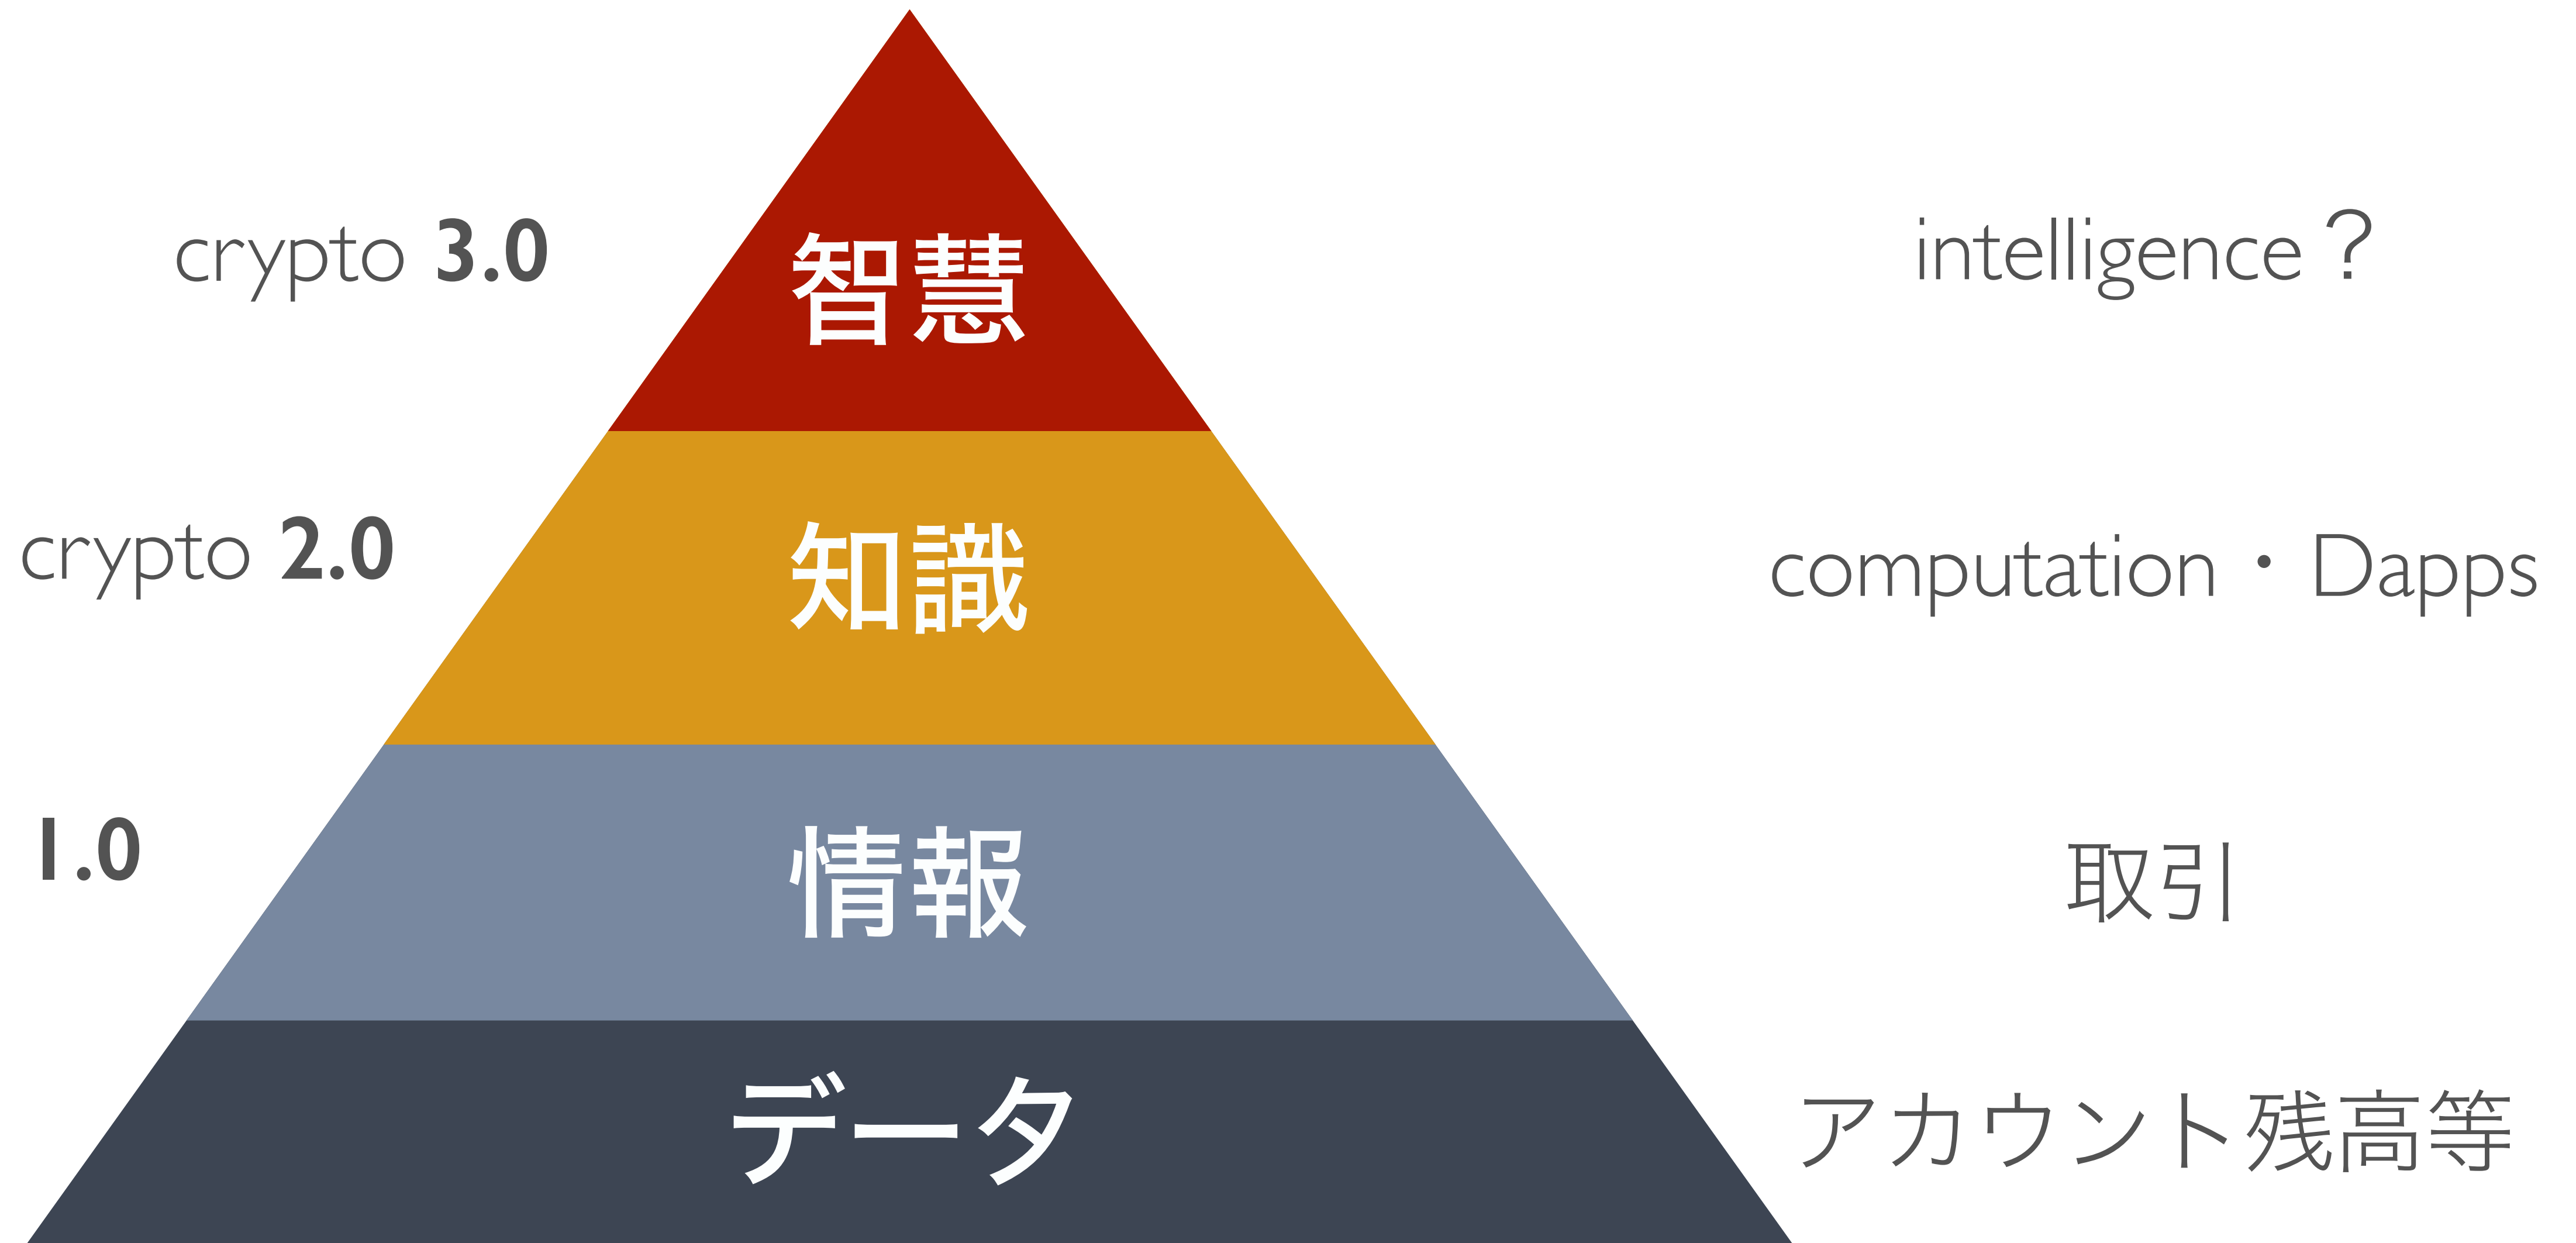 crypto 3.0
智慧
intelligence？
crypto 2.0
知識
computation・Dapps
1.0
情報
取引
データ
アカウント残高等